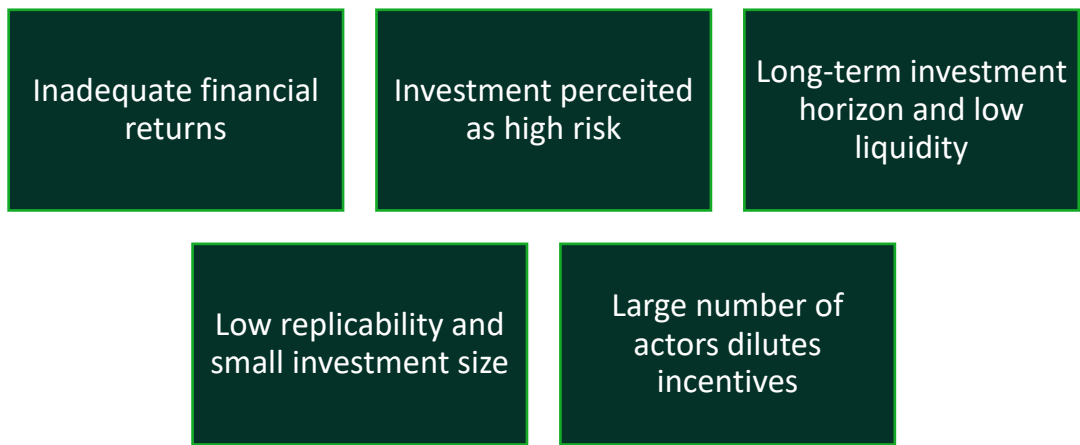 Inadequate financial
returns
Investment perceited
as high risk
Long-term investment
horizon and low
liquidity
Low replicability and
small investment size
Large number of
actors dilutes
incentives